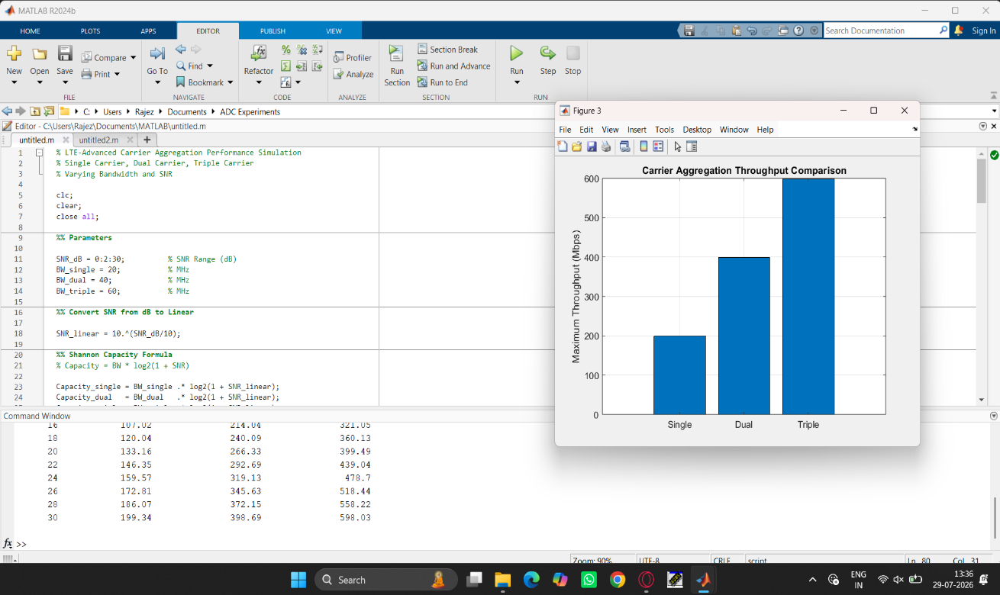 MATLAB R2024b
HOME PLOTS APPS EDITOR PUBLISH VIEW Search Documentation Sign In
New Open Save Compare Print Go To Find Bookmark Refactor Profiler Analyze Run Section Section Break Run and Advance Run to End Run Step Stop
FILE NAVIGATE CODE ANALYZE SECTION RUN
C: Users Rajez Documents ADC Experiments
Editor - C:\Users\Rajez\Documents\MATLAB\untitled.m
untitled.m untitled2.m
1 % LTE-Advanced Carrier Aggregation Performance Simulation
2 % Single Carrier, Dual Carrier, Triple Carrier
3 % Varying Bandwidth and SNR
4
5 clc;
6 clear;
7 close all;
8
9 %% Parameters
10
11 SNR_dB = 0:2:30; % SNR Range (dB)
12 BW_single = 20; % MHz
13 BW_dual = 40; % MHz
14 BW_triple = 60; % MHz
15
16 %% Convert SNR from dB to Linear
17
18 SNR_linear = 10.^(SNR_dB/10);
19
20 %% Shannon Capacity Formula
21 % Capacity = BW * log2(1 + SNR)
22
23 Capacity_single = BW_single .* log2(1 + SNR_linear);
24 Capacity_dual = BW_dual .* log2(1 + SNR_linear);
Figure 3
File Edit View Insert Tools Desktop Window Help
Carrier Aggregation Throughput Comparison
Maximum Throughput (Mbps)
600
500
400
300
200
100
0
Single Dual Triple
Command Window
16 107.02 214.04 321.05
18 120.04 240.09 360.13
20 133.16 266.33 399.49
22 146.35 292.69 439.04
24 159.57 319.13 478.7
26 172.81 345.63 518.44
28 186.07 372.15 558.22
30 199.34 398.69 598.03
fx >>
Zoom: 90% UTF-8 CRLF script Ln 80 Col 31
Search
ENG
IN
13:36
29-07-2026